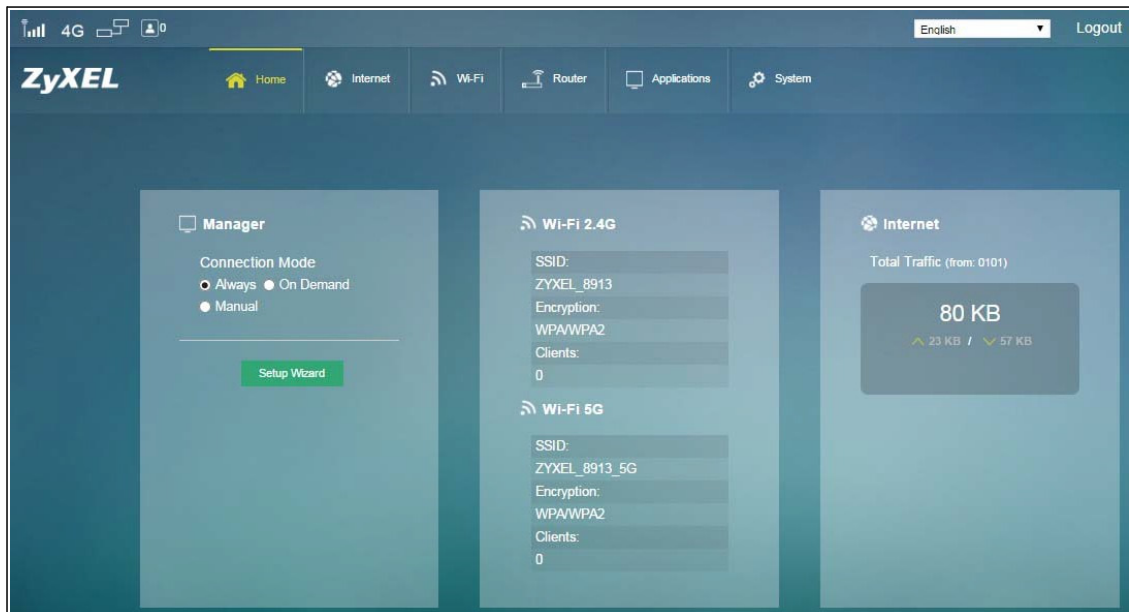 4G 0 English Logout
ZyXEL Home Internet Wi-Fi Router Applications System
Manager
Connection Mode
Always On Demand
Manual
Setup Wizard
Wi-Fi 2.4G
SSID:
ZYXEL_8913
Encryption:
WPA/WPA2
Clients:
0
Wi-Fi 5G
SSID:
ZYXEL_8913_5G
Encryption:
WPA/WPA2
Clients:
0
Internet
Total Traffic (from: 0101)
80 KB
23 KB / 57 KB